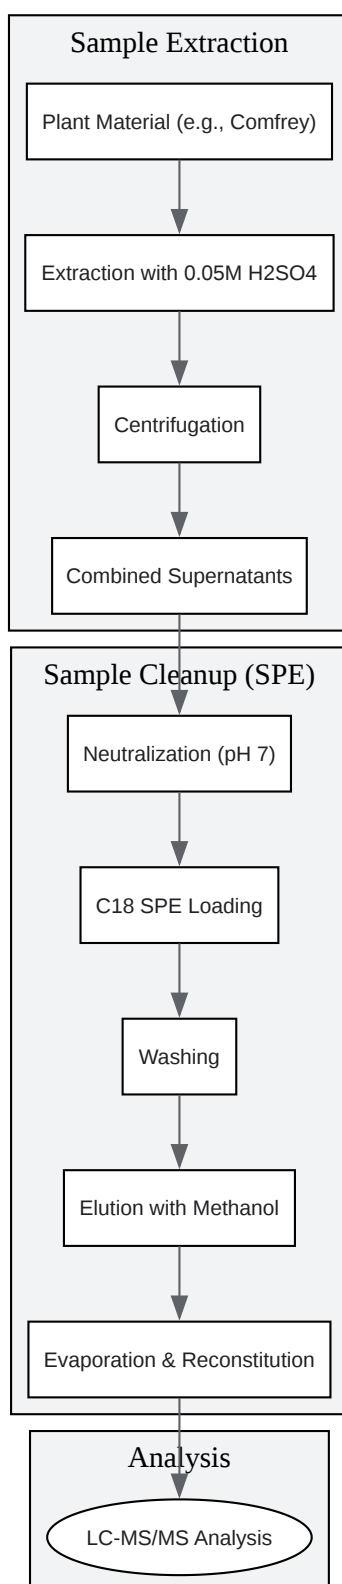 Sample Extraction
Plant Material (e.g., Comfrey)
Extraction with 0.05M H2SO4
Centrifugation
Combined Supernatants
Sample Cleanup (SPE)
Neutralization (pH 7)
C18 SPE Loading
Washing
Elution with Methanol
Evaporation & Reconstitution
Analysis
LC-MS/MS Analysis